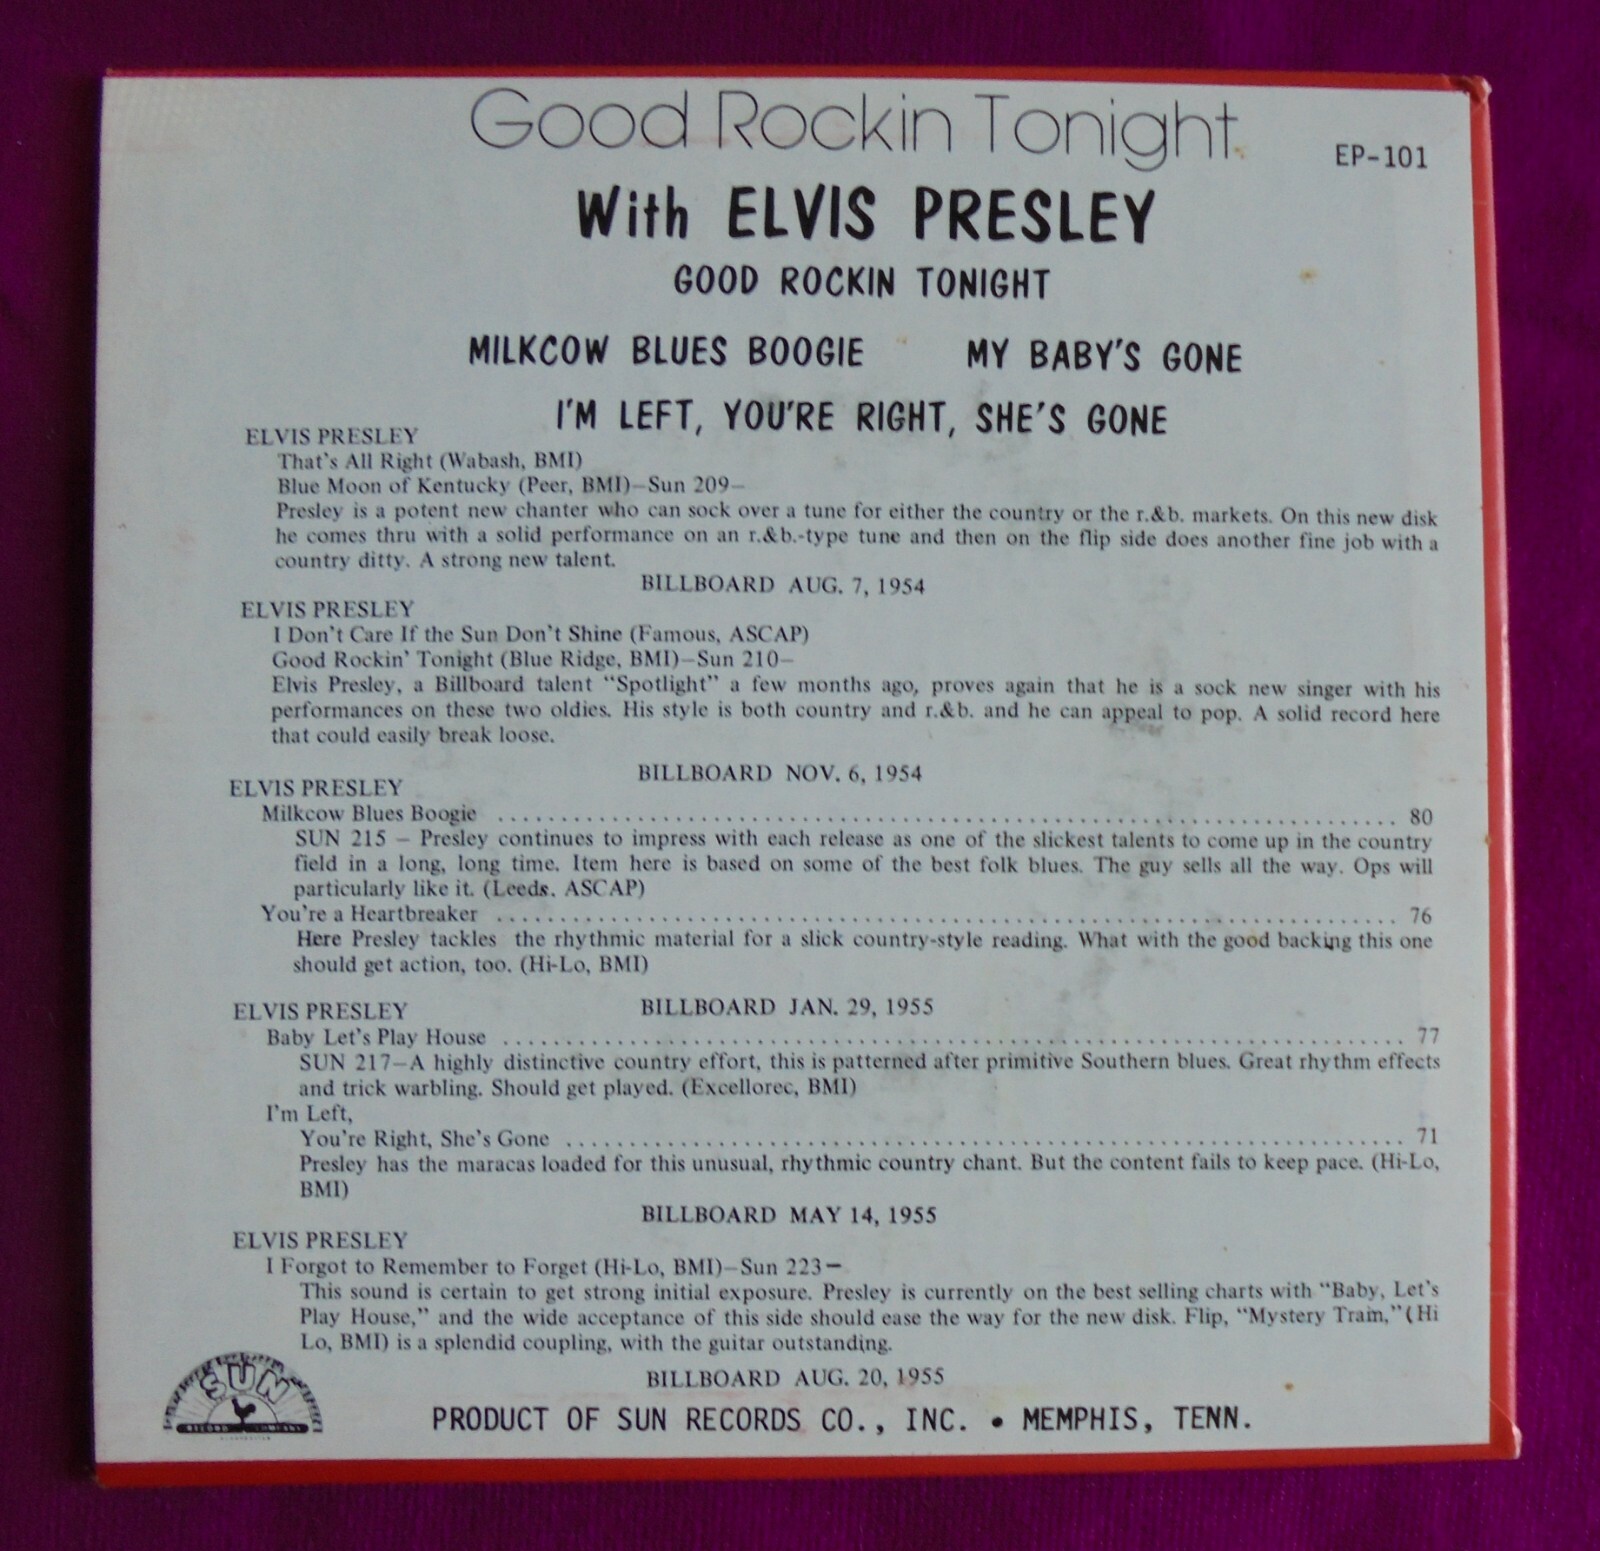 Good Rockin Tonight
EP-101
With ELVIS PRESLEY
GOOD ROCKIN TONIGHT
MILKCOW BLUES BOOGIE MY BABY'S GONE
I'M LEFT, YOU'RE RIGHT, SHE'S GONE
ELVIS PRESLEY
That's All Right (Wabash, BMI)
Blue Moon of Kentucky (Peer, BMI)—Sun 209—
Presley is a potent new chanter who can sock over a tune for either the country or the r.&b. markets. On this new disk
he comes thru with a solid performance on an r.&b.-type tune and then on the flip side does another fine job with a
country ditty. A strong new talent.
BILLBOARD AUG. 7, 1954
ELVIS PRESLEY
I Don't Care If the Sun Don't Shine (Famous, ASCAP)
Good Rockin' Tonight (Blue Ridge, BMI)—Sun 210—
Elvis Presley, a Billboard talent "Spotlight" a few months ago, proves again that he is a sock new singer with his
performances on these two oldies. His style is both country and r.&b. and he can appeal to pop. A solid record here
that could easily break loose.
BILLBOARD NOV. 6, 1954
ELVIS PRESLEY
Milkcow Blues Boogie ........................................ 80
SUN 215 — Presley continues to impress with each release as one of the slickest talents to come up in the country
field in a long, long time. Item here is based on some of the best folk blues. The guy sells all the way. Ops will
particularly like it. (Leeds. ASCAP)
You're a Heartbreaker ........................................ 76
Here Presley tackles the rhythmic material for a slick country-style reading. What with the good backing this one
should get action, too. (Hi-Lo, BMI)
BILLBOARD JAN. 29, 1955
ELVIS PRESLEY
Baby Let's Play House ........................................ 77
SUN 217—A highly distinctive country effort, this is patterned after primitive Southern blues. Great rhythm effects
and trick warbling. Should get played. (Excellorec, BMI)
I'm Left,
You're Right, She's Gone ........................................ 71
Presley has the maracas loaded for this unusual, rhythmic country chant. But the content fails to keep pace. (Hi-Lo,
BMI)
BILLBOARD MAY 14, 1955
ELVIS PRESLEY
I Forgot to Remember to Forget (Hi-Lo, BMI)—Sun 223—
This sound is certain to get strong initial exposure. Presley is currently on the best selling charts with "Baby, Let's
Play House," and the wide acceptance of this side should ease the way for the new disk. Flip, "Mystery Train,"(Hi
Lo, BMI) is a splendid coupling, with the guitar outstanding.
BILLBOARD AUG. 20, 1955
SUN
RECORD COMPANY
PRODUCT OF SUN RECORDS CO., INC. • MEMPHIS, TENN.